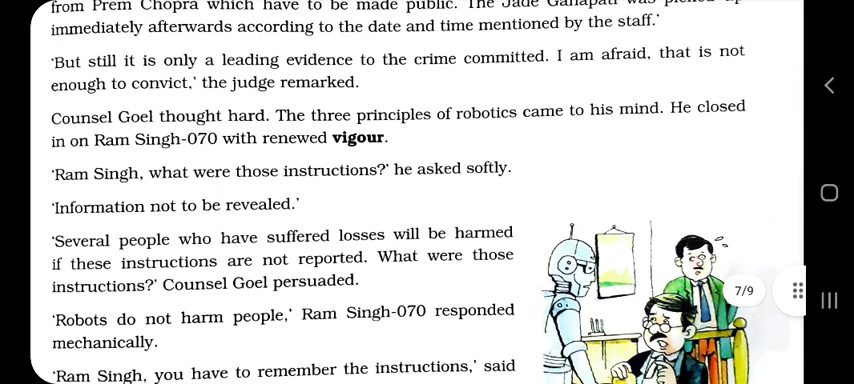 from Prem Chopra which have to be made public. The Jade Ganapati was picked up
immediately afterwards according to the date and time mentioned by the staff.'
'But still it is only a leading evidence to the crime committed. I am afraid, that is not
enough to convict,' the judge remarked.
Counsel Goel thought hard. The three principles of robotics came to his mind. He closed
in on Ram Singh-070 with renewed vigour.
'Ram Singh, what were those instructions?' he asked softly.
'Information not to be revealed.'
'Several people who have suffered losses will be harmed
if these instructions are not reported. What were those
instructions?' Counsel Goel persuaded.
'Robots do not harm people,' Ram Singh-070 responded
mechanically.
'Ram Singh, you have to remember the instructions,' said
7/9